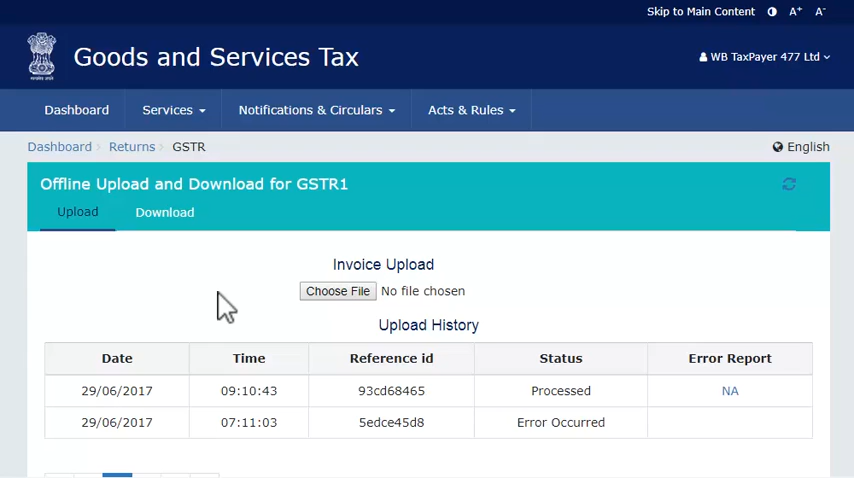 Skip to Main Content A+ A-
Goods and Services Tax
WB TaxPayer 477 Ltd
Dashboard Services Notifications & Circulars Acts & Rules
Dashboard Returns GSTR English
Offline Upload and Download for GSTR1
Upload Download
Invoice Upload
Choose File No file chosen
Upload History
Date Time Reference id Status Error Report
29/06/2017 09:10:43 93cd68465 Processed NA
29/06/2017 07:11:03 5edce45d8 Error Occurred